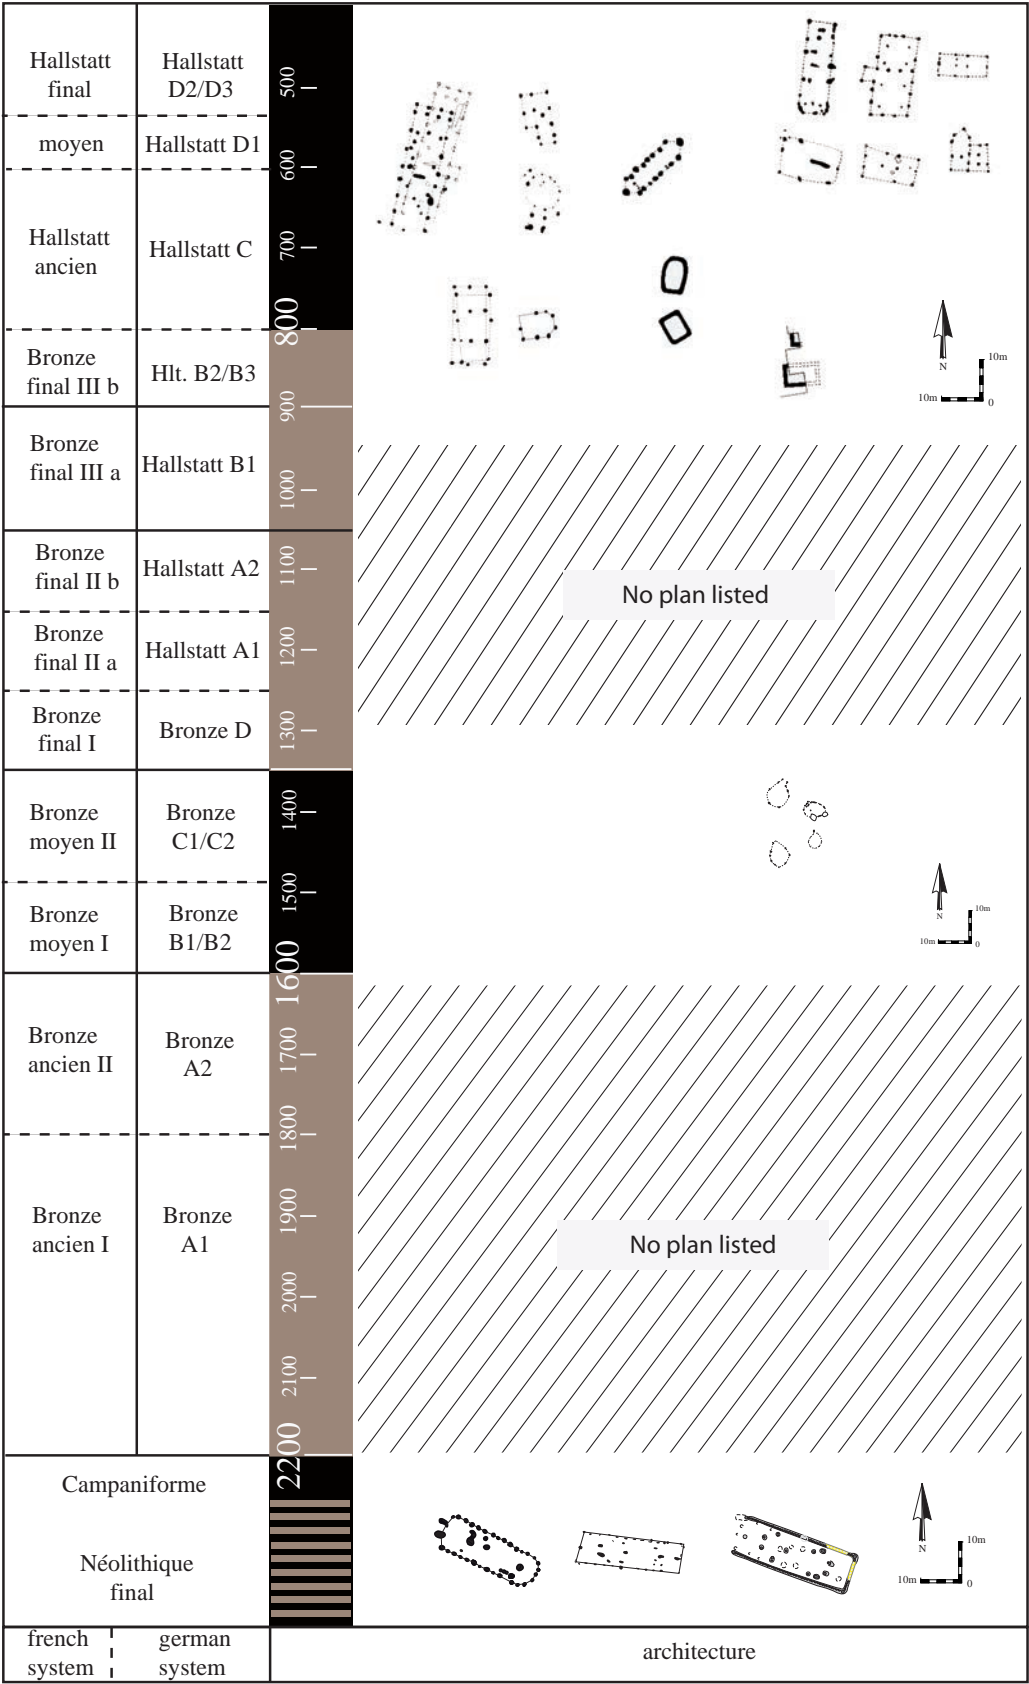 Hallstatt
final
Hallstatt
D2/D3
500
moyen
Hallstatt D1
600
Hallstatt
ancien
Hallstatt C
700
800
Bronze
final III b
Hlt. B2/B3
N
10m
10m
0
900
Bronze
final III a
Hallstatt B1
1000
Bronze
final II b
Hallstatt A2
1100
No plan listed
Bronze
final II a
Hallstatt A1
1200
Bronze
final I
Bronze D
1300
Bronze
moyen II
Bronze
C1/C2
1400
1500
Bronze
moyen I
Bronze
B1/B2
N
10m
10m
0
1600
Bronze
ancien II
Bronze
A2
1700
1800
Bronze
ancien I
Bronze
A1
1900
No plan listed
2000
2100
2200
Campaniforme
Néolithique
final
N
10m
10m
0
french
system
german
system
architecture